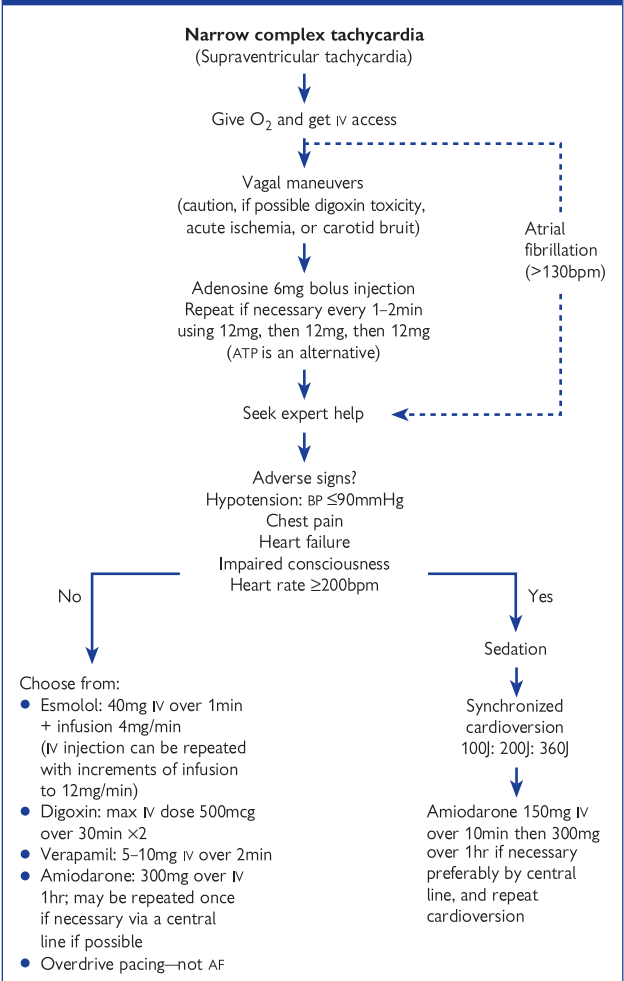 Narrow complex tachycardia
(Supraventricular tachycardia)
Give O₂ and get IV access
Vagal maneuvers
(caution, if possible digoxin toxicity,
acute ischemia, or carotid bruit)
Atrial
fibrillation
(>130bpm)
Adenosine 6mg bolus injection
Repeat if necessary every 1–2min
using 12mg, then 12mg, then 12mg
(ATP is an alternative)
Seek expert help
Adverse signs?
Hypotension: BP ≤90mmHg
Chest pain
Heart failure
Impaired consciousness
Heart rate ≥200bpm
No
Choose from:
• Esmolol: 40mg IV over 1min
+ infusion 4mg/min
(IV injection can be repeated
with increments of infusion
to 12mg/min)
• Digoxin: max IV dose 500mcg
over 30min ×2
• Verapamil: 5–10mg IV over 2min
• Amiodarone: 300mg over IV
1hr; may be repeated once
if necessary via a central
line if possible
• Overdrive pacing—not AF
Yes
Sedation
Synchronized
cardioversion
100J: 200J: 360J
Amiodarone 150mg IV
over 10min then 300mg
over 1hr if necessary
preferably by central
line, and repeat
cardioversion